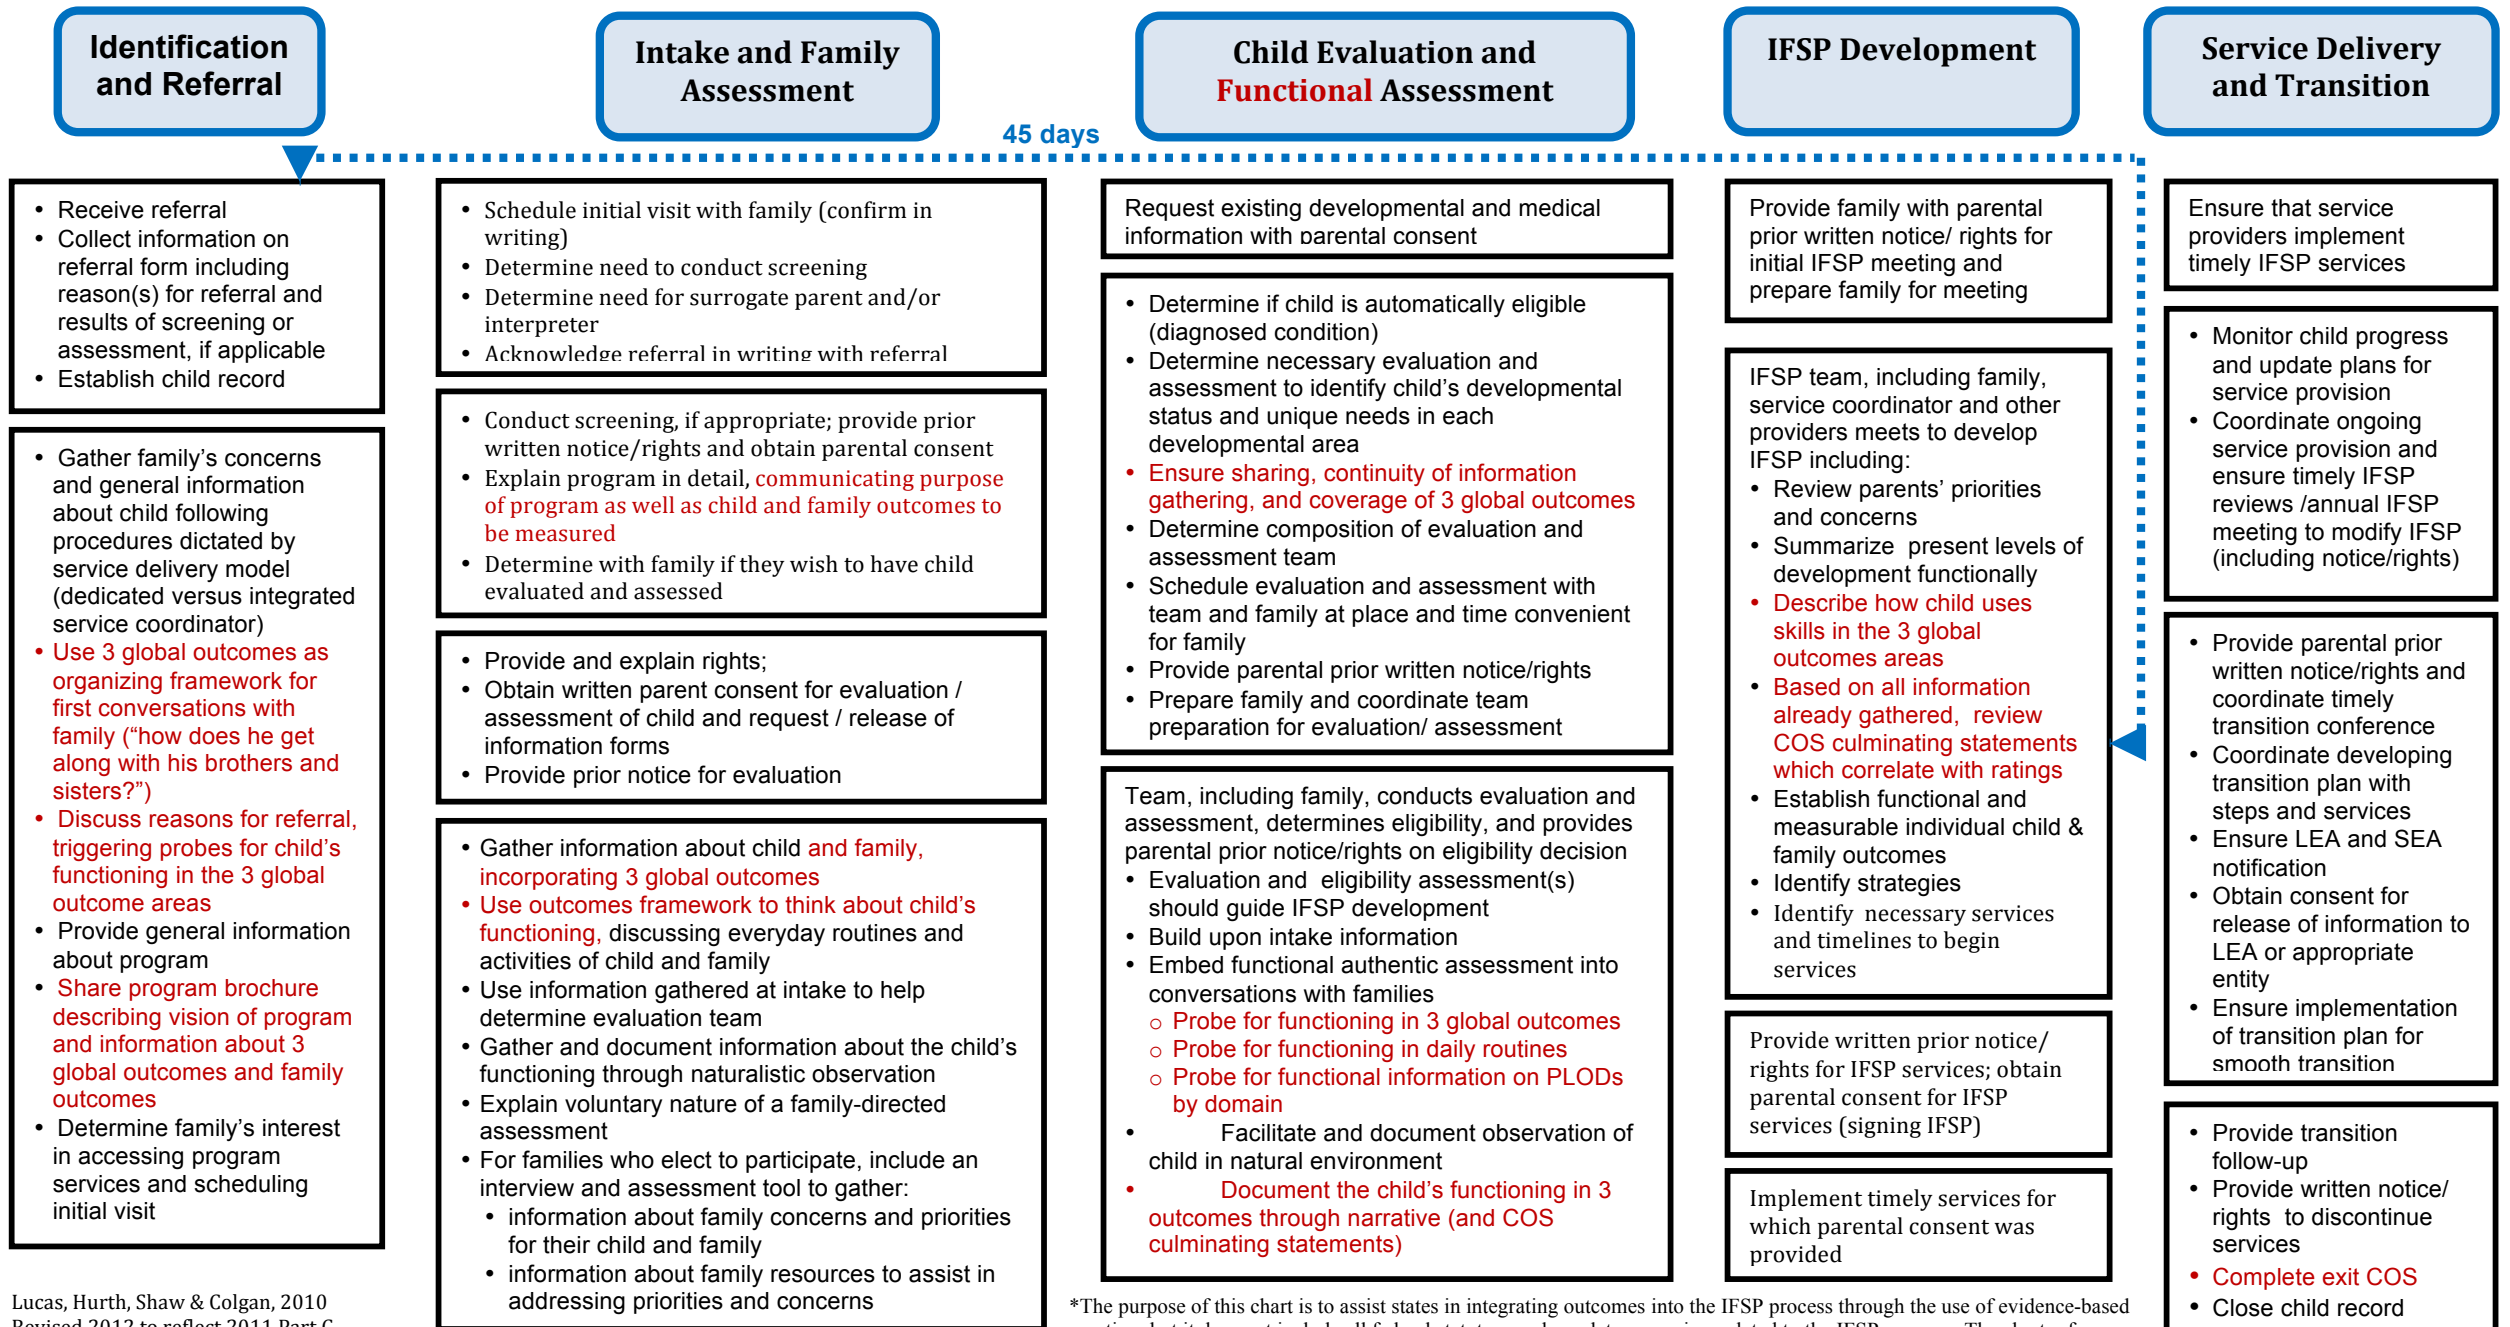 Identification
and Referral
Intake and Family
Assessment
Child Evaluation and
Functional Assessment
IFSP Development
Service Delivery
and Transition
45 days
• Receive referral
• Collect information on
referral form including
reason(s) for referral and
results of screening or
assessment, if applicable
• Establish child record
• Gather family’s concerns
and general information
about child following
procedures dictated by
service delivery model
(dedicated versus integrated
service coordinator)
• Use 3 global outcomes as
organizing framework for
first conversations with
family (“how does he get
along with his brothers and
sisters?”)
• Discuss reasons for referral,
triggering probes for child’s
functioning in the 3 global
outcome areas
• Provide general information
about program
• Share program brochure
describing vision of program
and information about 3
global outcomes and family
outcomes
• Determine family’s interest
in accessing program
services and scheduling
initial visit
Lucas, Hurth, Shaw & Colgan, 2010
Revised 2012 to reflect 2011 Part C
• Schedule initial visit with family (confirm in
writing)
• Determine need to conduct screening
• Determine need for surrogate parent and/or
interpreter
• Acknowledge referral in writing with referral
• Conduct screening, if appropriate; provide prior
written notice/rights and obtain parental consent
• Explain program in detail, communicating purpose
of program as well as child and family outcomes to
be measured
• Determine with family if they wish to have child
evaluated and assessed
• Provide and explain rights;
• Obtain written parent consent for evaluation /
assessment of child and request / release of
information forms
• Provide prior notice for evaluation
• Gather information about child and family,
incorporating 3 global outcomes
• Use outcomes framework to think about child’s
functioning, discussing everyday routines and
activities of child and family
• Use information gathered at intake to help
determine evaluation team
• Gather and document information about the child’s
functioning through naturalistic observation
• Explain voluntary nature of a family-directed
assessment
• For families who elect to participate, include an
interview and assessment tool to gather:
• information about family concerns and priorities
for their child and family
• information about family resources to assist in
addressing priorities and concerns
Request existing developmental and medical
information with parental consent
• Determine if child is automatically eligible
(diagnosed condition)
• Determine necessary evaluation and
assessment to identify child’s developmental
status and unique needs in each
developmental area
• Ensure sharing, continuity of information
gathering, and coverage of 3 global outcomes
• Determine composition of evaluation and
assessment team
• Schedule evaluation and assessment with
team and family at place and time convenient
for family
• Provide parental prior written notice/rights
• Prepare family and coordinate team
preparation for evaluation/ assessment
Team, including family, conducts evaluation and
assessment, determines eligibility, and provides
parental prior notice/rights on eligibility decision
• Evaluation and eligibility assessment(s)
should guide IFSP development
• Build upon intake information
• Embed functional authentic assessment into
conversations with families
o Probe for functioning in 3 global outcomes
o Probe for functioning in daily routines
o Probe for functional information on PLODs
by domain
• Facilitate and document observation of
child in natural environment
• Document the child’s functioning in 3
outcomes through narrative (and COS
culminating statements)
Provide family with parental
prior written notice/ rights for
initial IFSP meeting and
prepare family for meeting
IFSP team, including family,
service coordinator and other
providers meets to develop
IFSP including:
• Review parents’ priorities
and concerns
• Summarize present levels of
development functionally
• Describe how child uses
skills in the 3 global
outcomes areas
• Based on all information
already gathered, review
COS culminating statements
which correlate with ratings
• Establish functional and
measurable individual child &
family outcomes
• Identify strategies
• Identify necessary services
and timelines to begin
services
Provide written prior notice/
rights for IFSP services; obtain
parental consent for IFSP
services (signing IFSP)
Implement timely services for
which parental consent was
provided
Ensure that service
providers implement
timely IFSP services
• Monitor child progress
and update plans for
service provision
• Coordinate ongoing
service provision and
ensure timely IFSP
reviews /annual IFSP
meeting to modify IFSP
(including notice/rights)
• Provide parental prior
written notice/rights and
coordinate timely
transition conference
• Coordinate developing
transition plan with
steps and services
• Ensure LEA and SEA
notification
• Obtain consent for
release of information to
LEA or appropriate
entity
• Ensure implementation
of transition plan for
smooth transition
• Provide transition
follow-up
• Provide written notice/
rights to discontinue
services
• Complete exit COS
• Close child record
*The purpose of this chart is to assist states in integrating outcomes into the IFSP process through the use of evidence-based